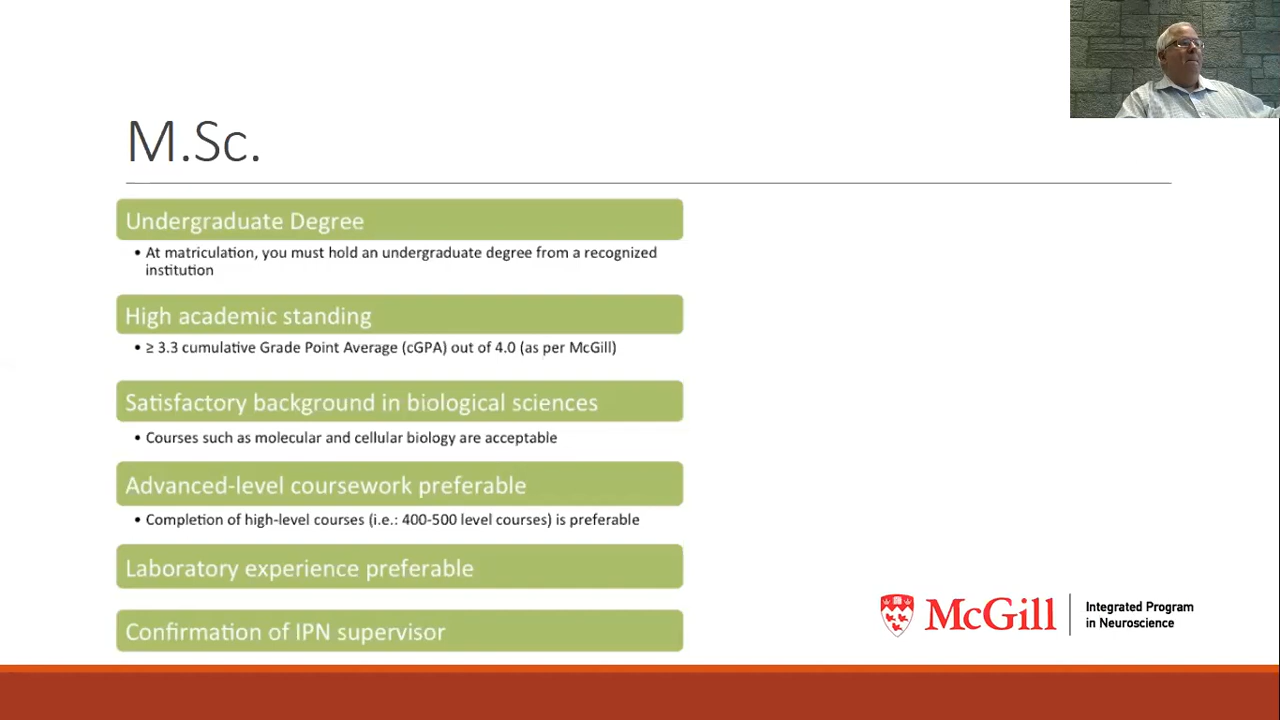 M.Sc.
Undergraduate Degree
• At matriculation, you must hold an undergraduate degree from a recognized
institution
High academic standing
• ≥ 3.3 cumulative Grade Point Average (cGPA) out of 4.0 (as per McGill)
Satisfactory background in biological sciences
• Courses such as molecular and cellular biology are acceptable
Advanced-level coursework preferable
• Completion of high-level courses (i.e.: 400-500 level courses) is preferable
Laboratory experience preferable
Confirmation of IPN supervisor
McGill
Integrated Program
in Neuroscience